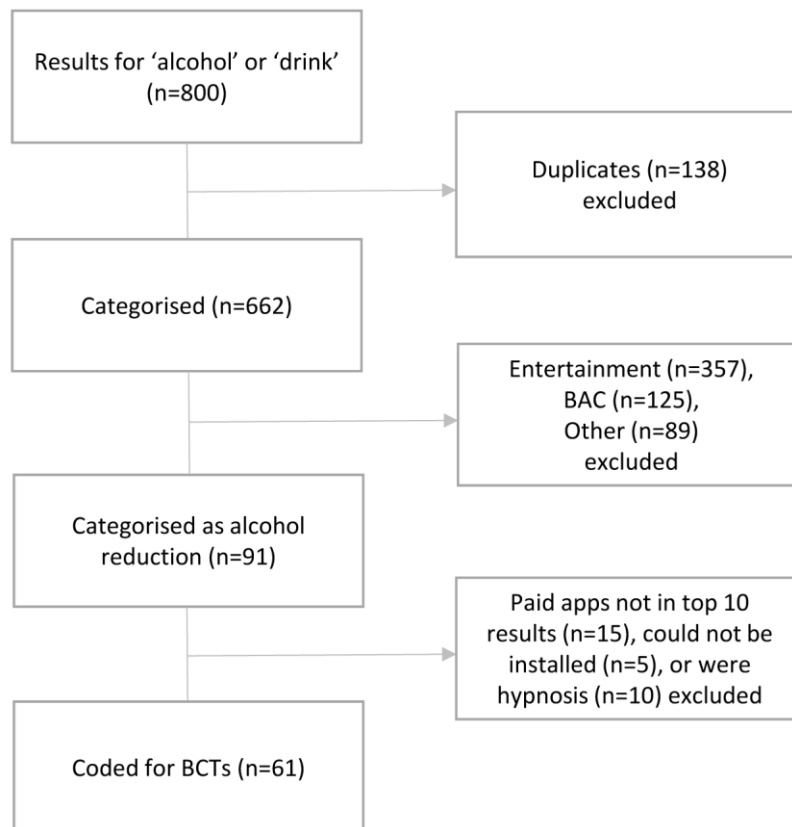 Results for ‘alcohol’ or ‘drink’
(n=800)
Duplicates (n=138)
excluded
Categorised (n=662)
Entertainment (n=357),
BAC (n=125),
Other (n=89)
excluded
Categorised as alcohol
reduction (n=91)
Paid apps not in top 10
results (n=15), could not be
installed (n=5), or were
hypnosis (n=10) excluded
Coded for BCTs (n=61)